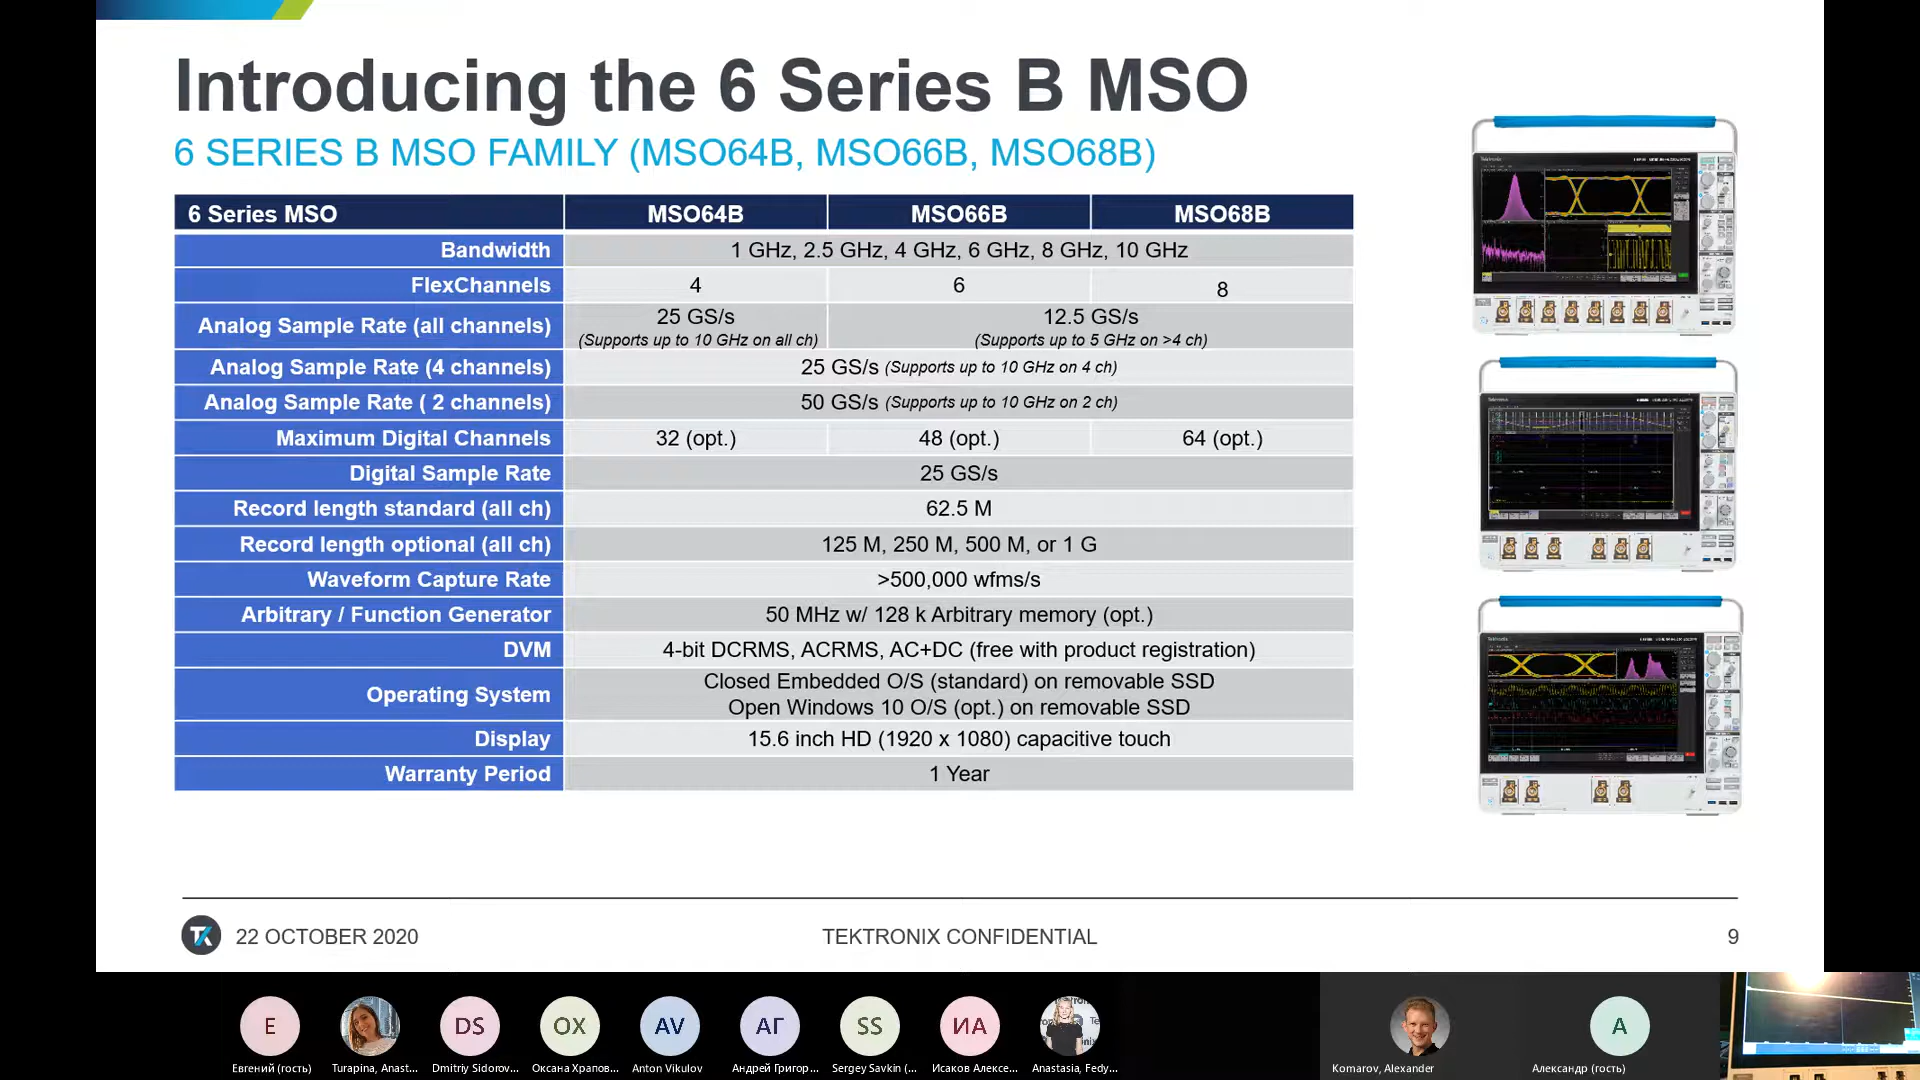 Introducing the 6 Series B MSO
6 SERIES B MSO FAMILY (MSO64B, MSO66B, MSO68B)
6 Series MSO MSO64B MSO66B MSO68B
Bandwidth 1 GHz, 2.5 GHz, 4 GHz, 6 GHz, 8 GHz, 10 GHz
FlexChannels 4 6 8
Analog Sample Rate (all channels) 25 GS/s 12.5 GS/s
(Supports up to 10 GHz on all ch) (Supports up to 5 GHz on >4 ch)
Analog Sample Rate (4 channels) 25 GS/s (Supports up to 10 GHz on 4 ch)
Analog Sample Rate ( 2 channels) 50 GS/s (Supports up to 10 GHz on 2 ch)
Maximum Digital Channels 32 (opt.) 48 (opt.) 64 (opt.)
Digital Sample Rate 25 GS/s
Record length standard (all ch) 62.5 M
Record length optional (all ch) 125 M, 250 M, 500 M, or 1 G
Waveform Capture Rate >500,000 wfms/s
Arbitrary / Function Generator 50 MHz w/ 128 k Arbitrary memory (opt.)
DVM 4-bit DCRMS, ACRMS, AC+DC (free with product registration)
Operating System Closed Embedded O/S (standard) on removable SSD
Open Windows 10 O/S (opt.) on removable SSD
Display 15.6 inch HD (1920 x 1080) capacitive touch
Warranty Period 1 Year
22 OCTOBER 2020 TEKTRONIX CONFIDENTIAL 9
E DS OX AV АГ SS ИА A
Евгений (гость) Turapina, Anast... Dmitriy Sidorov... Оксана Храпов... Anton Vikulov Андрей Григор... Sergey Savkin (... Исаков Алексе... Anastasia, Fedy... Komarov, Alexander Александр (гость)